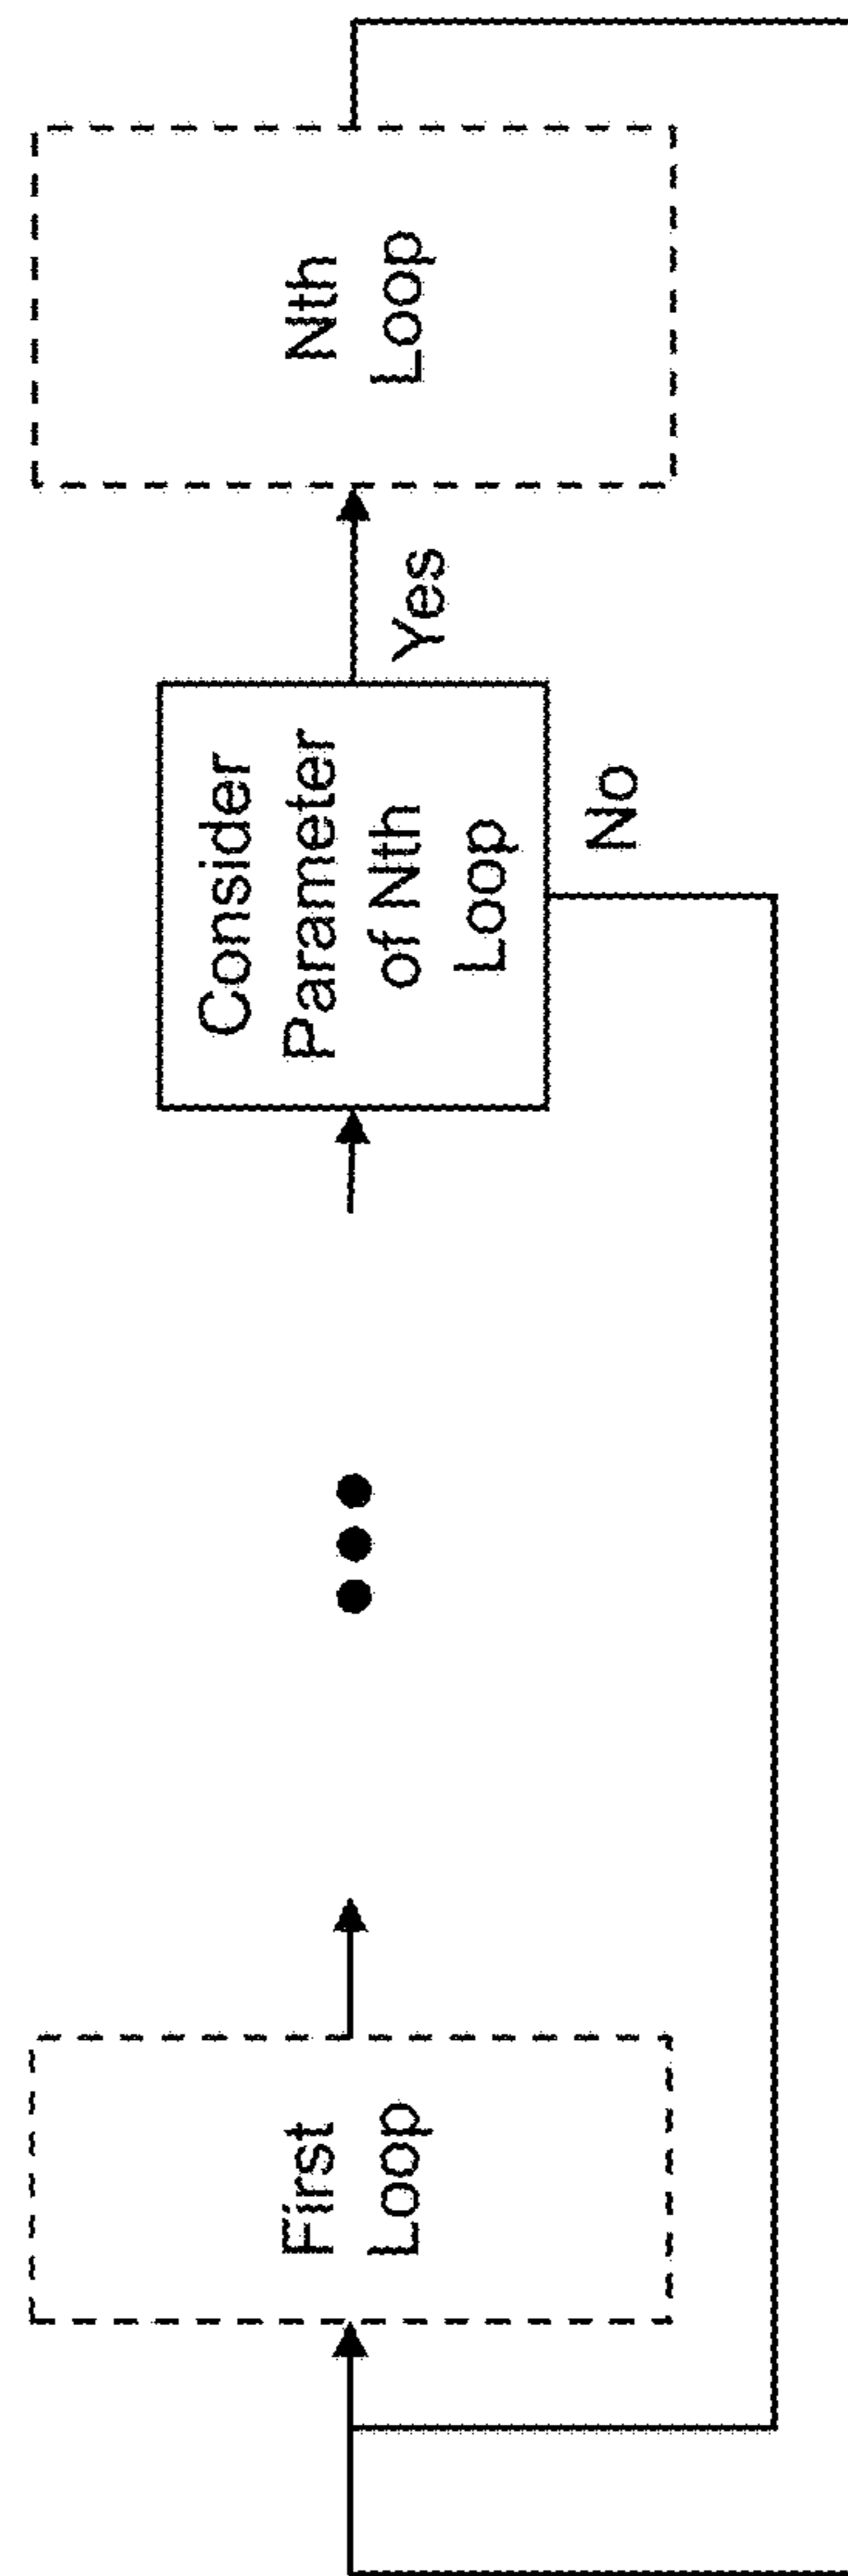 First
Loop
Consider
Parameter
of Nth
Loop
Yes
No
Nth
Loop